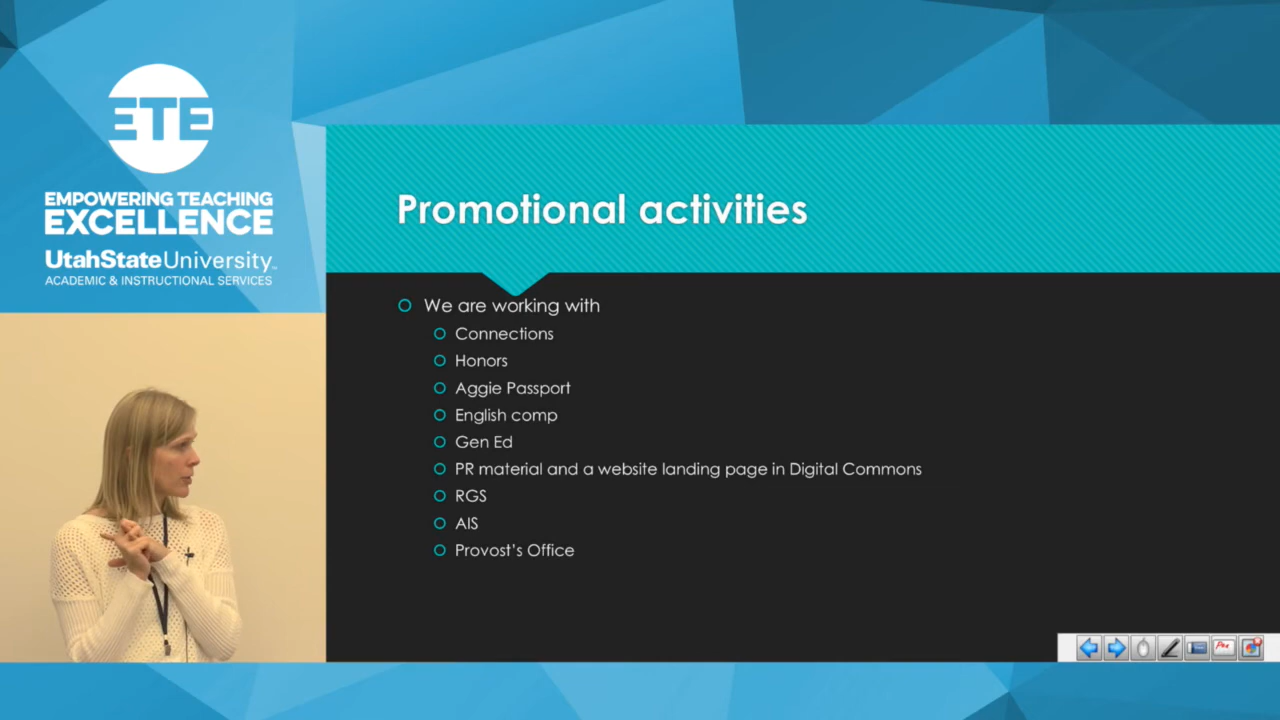 ETE
EMPOWERING TEACHING
EXCELLENCE
UtahStateUniversity
ACADEMIC & INSTRUCTIONAL SERVICES
Promotional activities
We are working with
Connections
Honors
Aggie Passport
English comp
Gen Ed
PR material and a website landing page in Digital Commons
RGS
AIS
Provost's Office